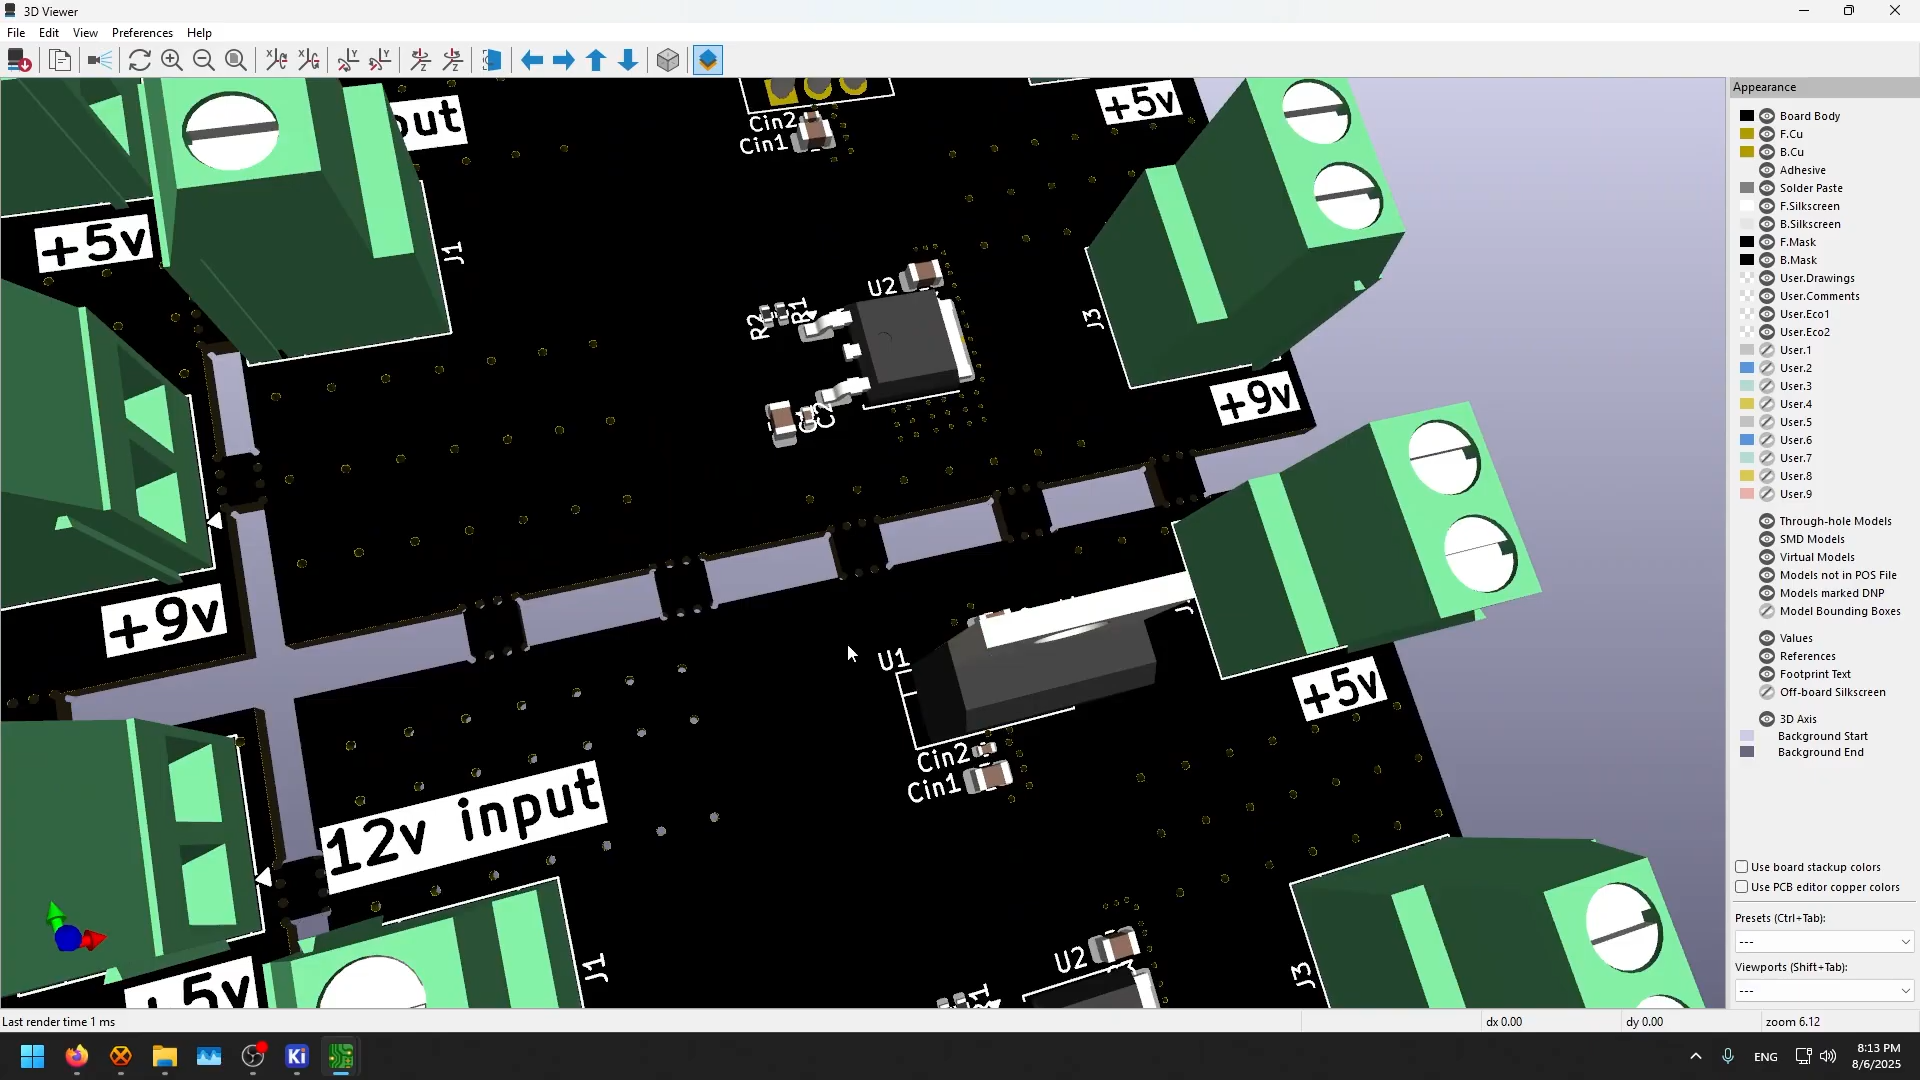 3D Viewer
File Edit View Preferences Help
Appearance
Board Body
F.Cu
B.Cu
Adhesive
Solder Paste
F.Silkscreen
B.Silkscreen
F.Mask
B.Mask
User.Drawings
User.Comments
User.Eco1
User.Eco2
User.1
User.2
User.3
User.4
User.5
User.6
User.7
User.8
User.9
Through-hole Models
SMD Models
Virtual Models
Models not in POS File
Models marked DNP
Model Bounding Boxes
Values
References
Footprint Text
Off-board Silkscreen
3D Axis
Background Start
Background End
Use board stackup colors
Use PCB editor copper colors
Presets (Ctrl+Tab):
---
Viewports (Shift+Tab):
---
put
Cin2
Cin1
+5v
+5v
J1
U2
R2
R1
J3
C1
C2
+9v
+9v
U1
+5v
Cin2
Cin1
12v input
J1
U2
R1
J3
+5v
Last render time 1 ms
dx 0.00
dy 0.00
zoom 6.12
Ki
ENG
8:13 PM
8/6/2025